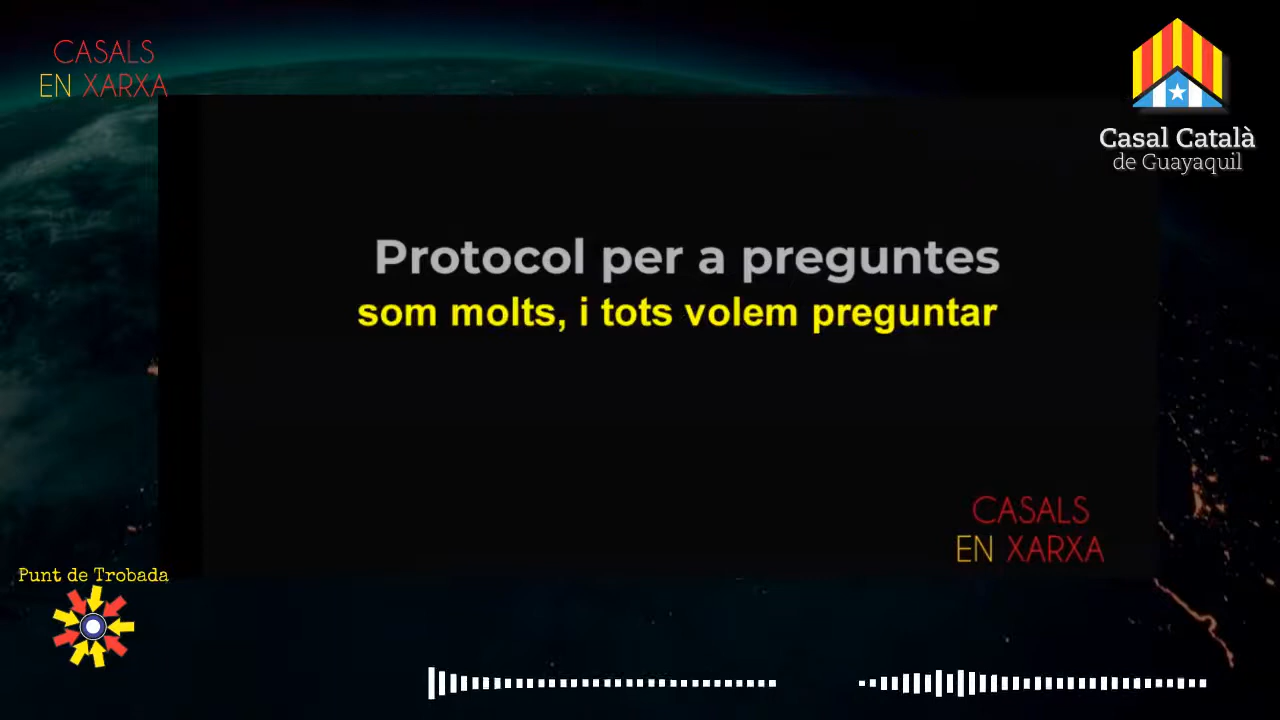 CASALS
EN XARXA
Casal Català
de Guayaquil
Protocol per a preguntes
som molts, i tots volem preguntar
CASALS
EN XARXA
Punt de Trobada